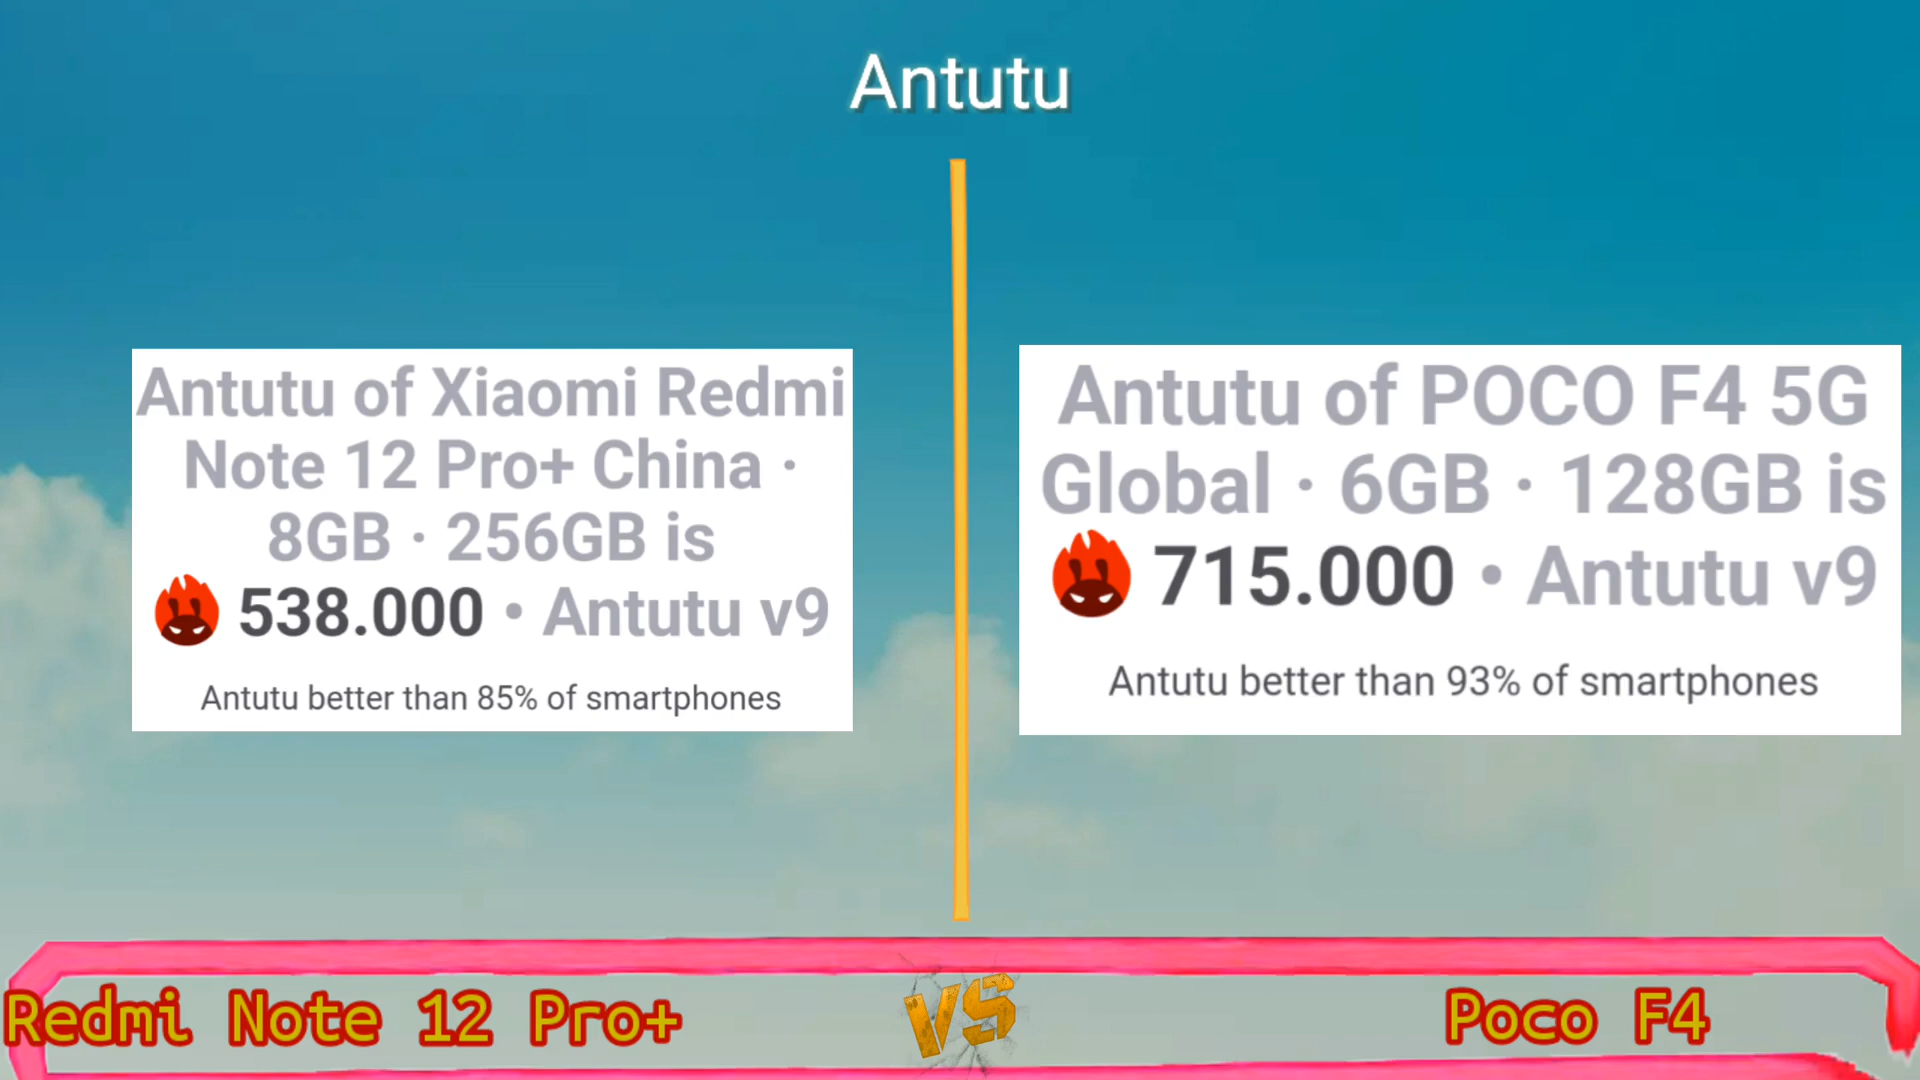 Antutu
Antutu of Xiaomi Redmi
Note 12 Pro+ China ·
8GB · 256GB is
538.000 • Antutu v9
Antutu better than 85% of smartphones
Antutu of POCO F4 5G
Global · 6GB · 128GB is
715.000 • Antutu v9
Antutu better than 93% of smartphones
Redmi Note 12 Pro+
VS
Poco F4